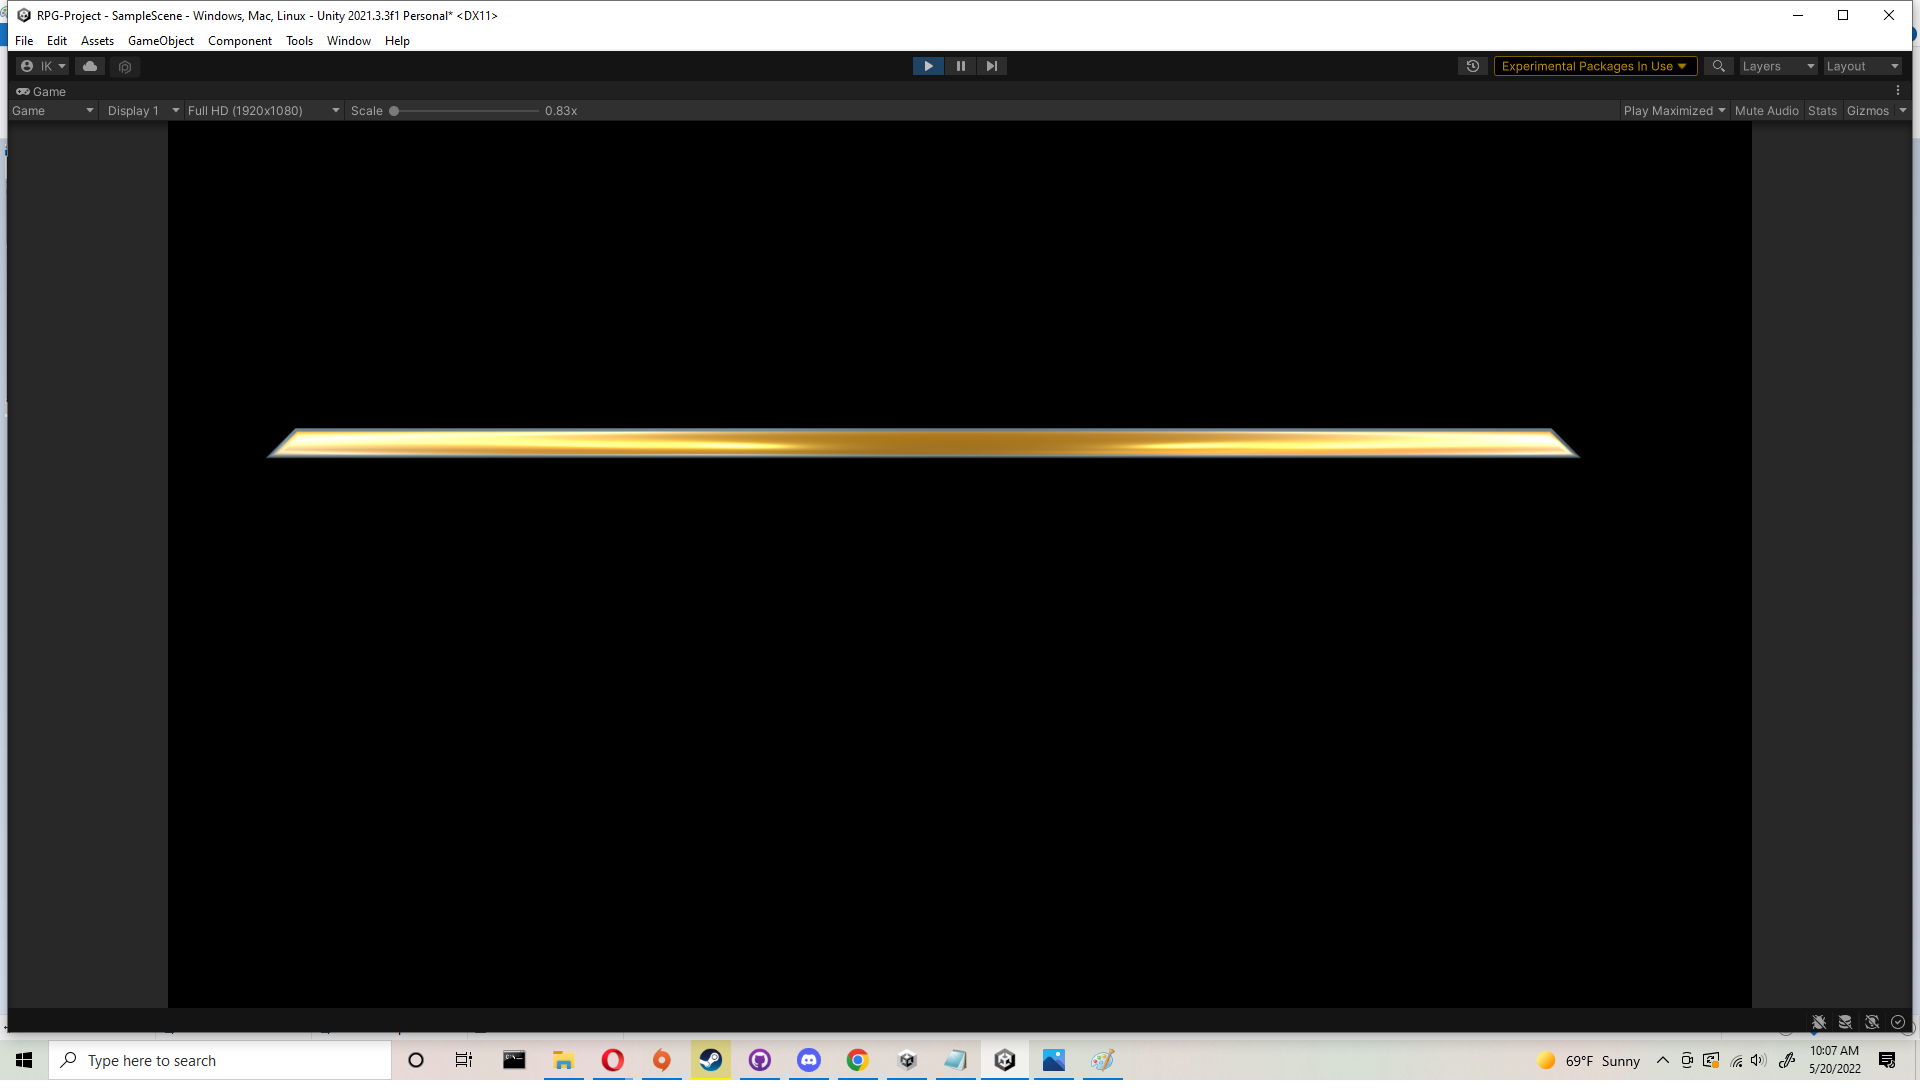 RPG-Project - SampleScene - Windows, Mac, Linux - Unity 2021.3.3f1 Personal* <DX11>
File Edit Assets GameObject Component Tools Window Help
IK Experimental Packages In Use Layers Layout
Game
Game Display 1 Full HD (1920x1080) Scale 0.83x Play Maximized Mute Audio Stats Gizmos
Type here to search 69°F Sunny 10:07 AM
5/20/2022